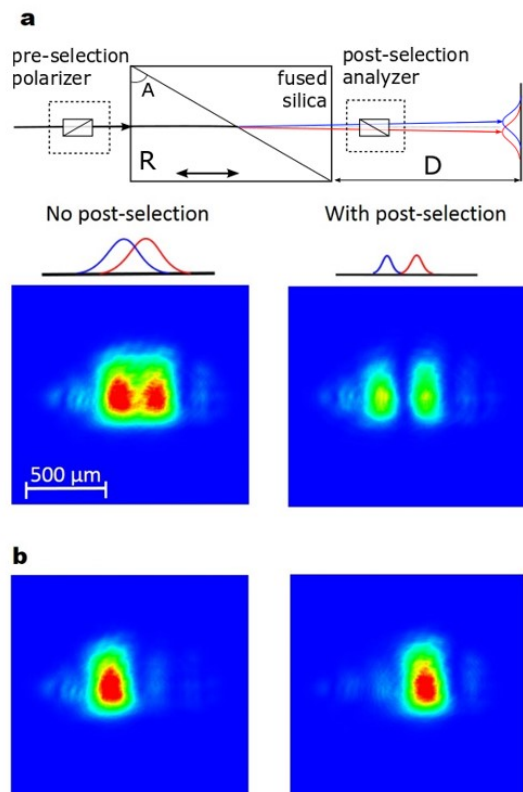 a
pre-selection
polarizer
fused
silica
post-selection
analyzer
A
R
D
No post-selection
With post-selection
500 µm
b